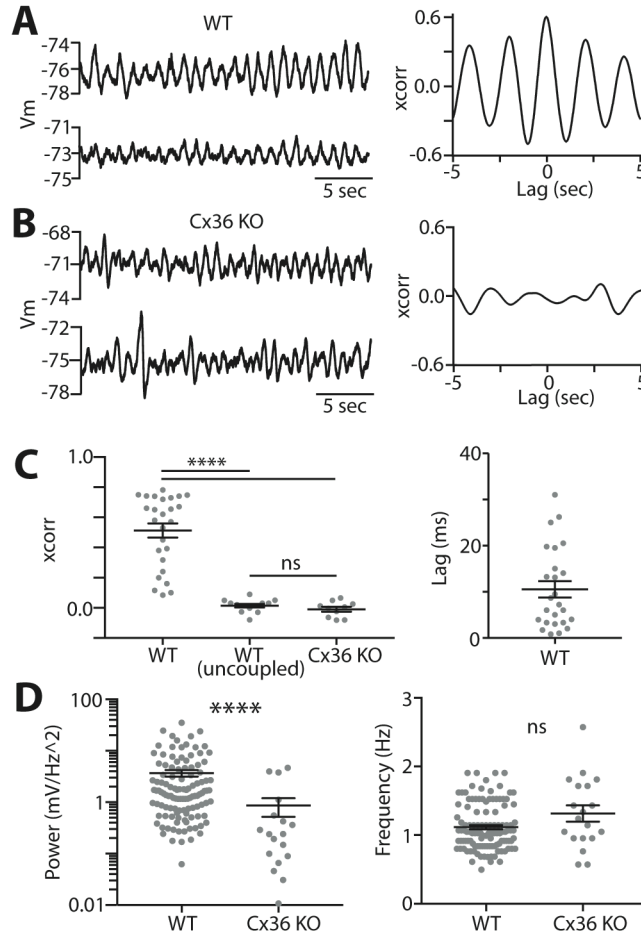 A
WT
-74
-76
-78
Vm
-71
-73
-75
5 sec
0.6
0.0
-0.6
xcorr
-5
0
5
Lag (sec)
B
Cx36 KO
-68
-71
-74
Vm
-72
-75
-78
5 sec
0.6
0.0
-0.6
xcorr
-5
0
5
Lag (sec)
C
1.0
0.0
xcorr
****
ns
WT
WT
(uncoupled)
Cx36 KO
40
20
0
Lag (ms)
WT
D
100
1
0.01
Power (mV/Hz^2)
****
WT
Cx36 KO
3
2
1
0
Frequency (Hz)
ns
WT
Cx36 KO